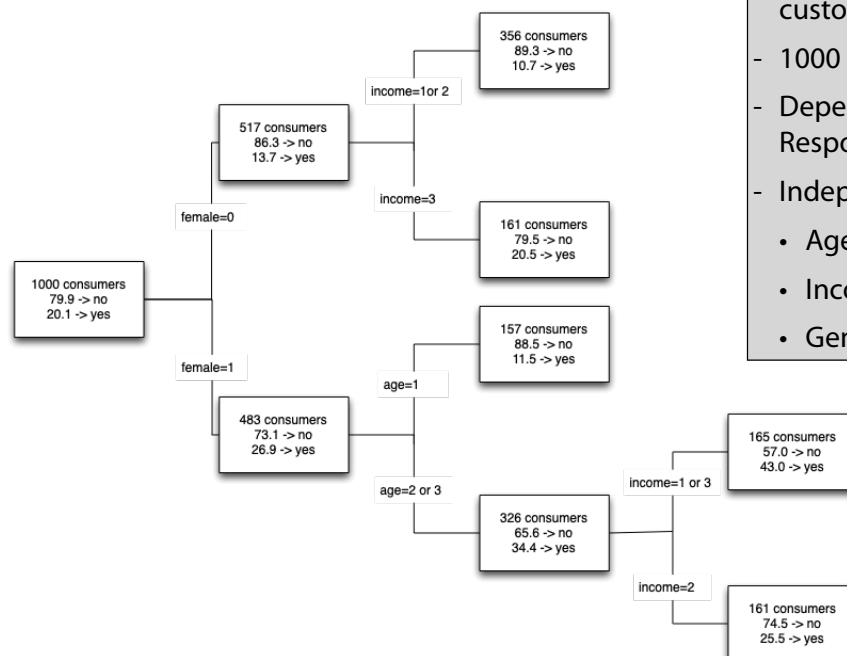 356 consumers
89.3 -> no
10.7 -> yes
income=1or 2
517 consumers
86.3 -> no
13.7 -> yes
income=3
161 consumers
79.5 -> no
20.5 -> yes
female=0
1000 consumers
79.9 -> no
20.1 -> yes
female=1
157 consumers
88.5 -> no
11.5 -> yes
age=1
483 consumers
73.1 -> no
26.9 -> yes
age=2 or 3
326 consumers
65.6 -> no
34.4 -> yes
income=1 or 3
165 consumers
57.0 -> no
43.0 -> yes
income=2
161 consumers
74.5 -> no
25.5 -> yes
custo
- 1000
- Depe
Respo
- Indep
• Age
• Inco
• Ger